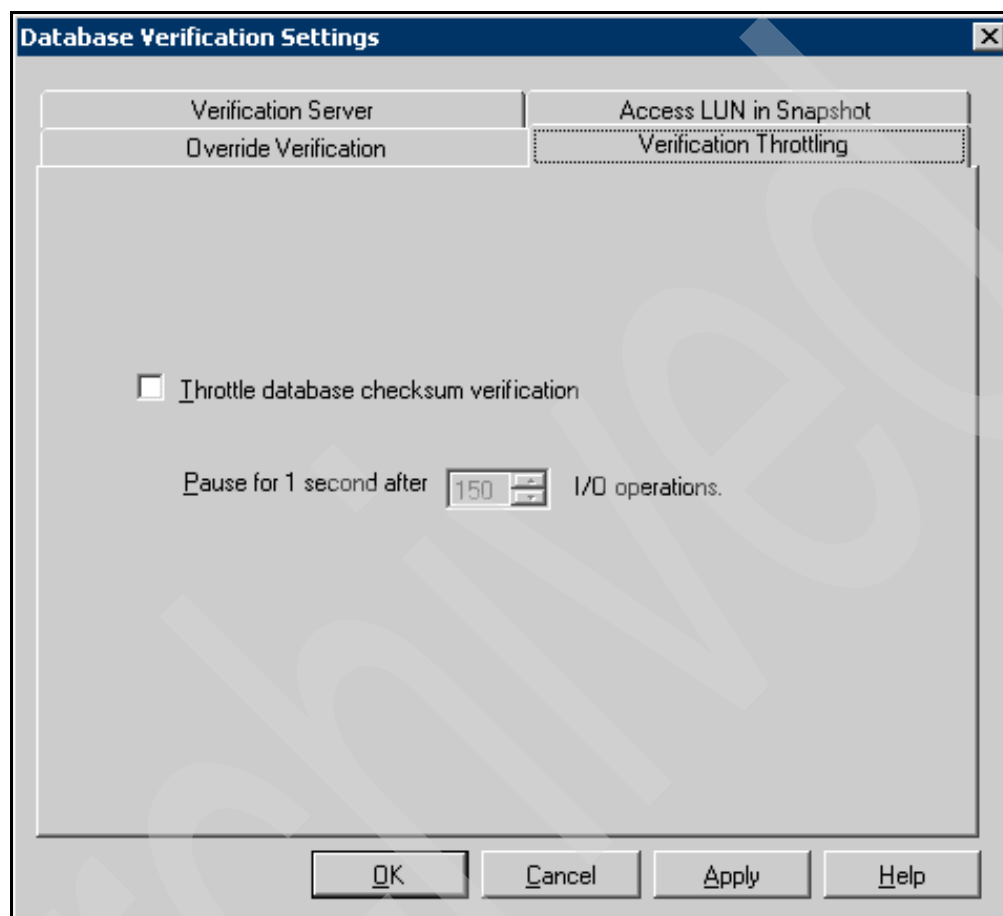 Database Verification Settings
Verification Server
Access LUN in Snapshot
Override Verification
Verification Throttling
Throttle database checksum verification
Pause for 1 second after 150 I/O operations.
OK
Cancel
Apply
Help